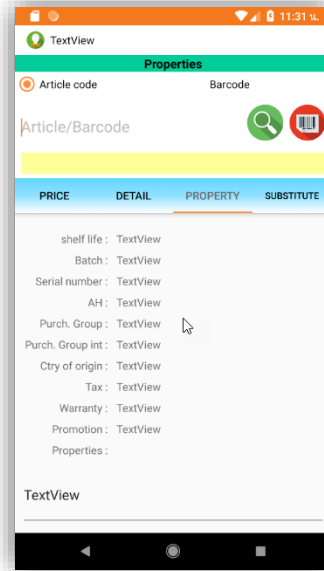 11:31 น.
TextView
Properties
Article code Barcode
Article/Barcode
PRICE DETAIL PROPERTY SUBSTITUTE
shelf life : TextView
Batch : TextView
Serial number : TextView
AH : TextView
Purch. Group : TextView
Purch. Group int : TextView
Ctry of origin : TextView
Tax : TextView
Warranty : TextView
Promotion : TextView
Properties :
TextView